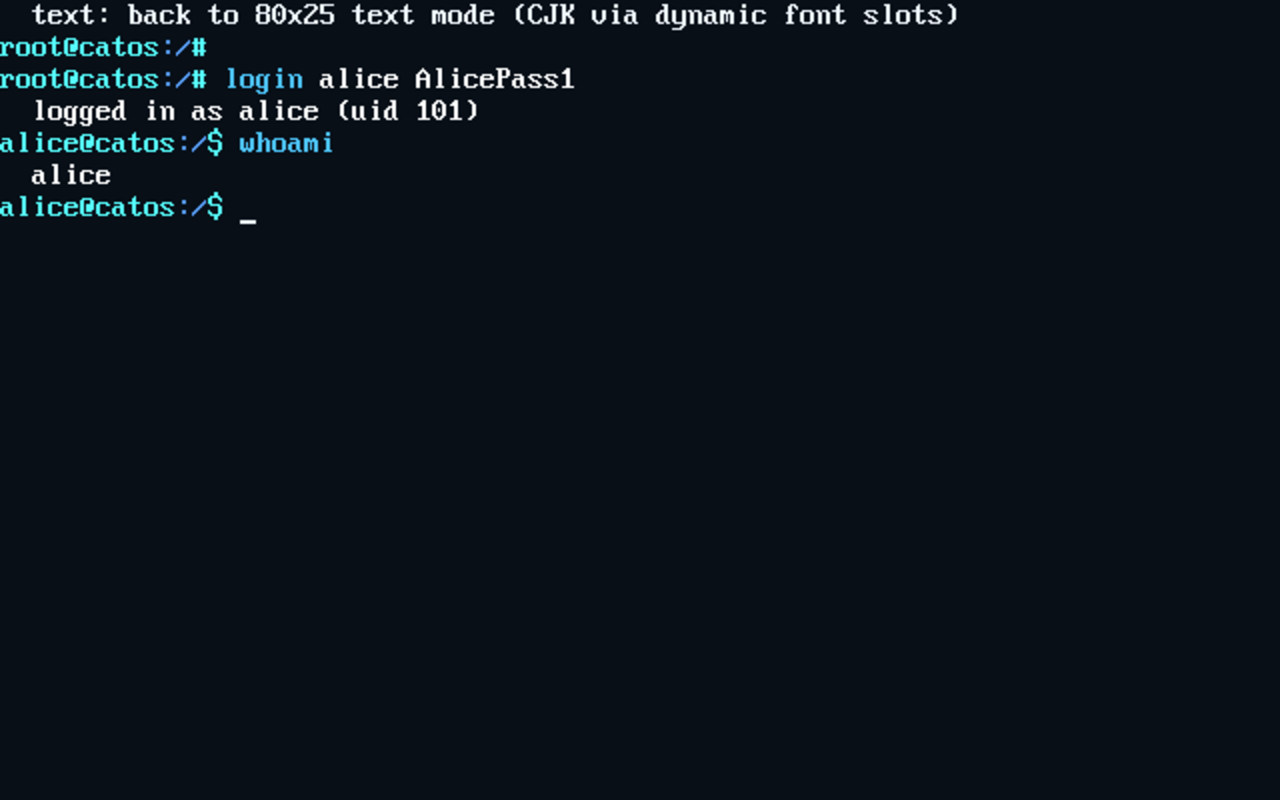 text: back to 80x25 text mode (CJK via dynamic font slots)
root@catos:/#
root@catos:/# login alice AlicePass1
logged in as alice (uid 101)
alice@catos:/$ whoami
alice
alice@catos:/$ _